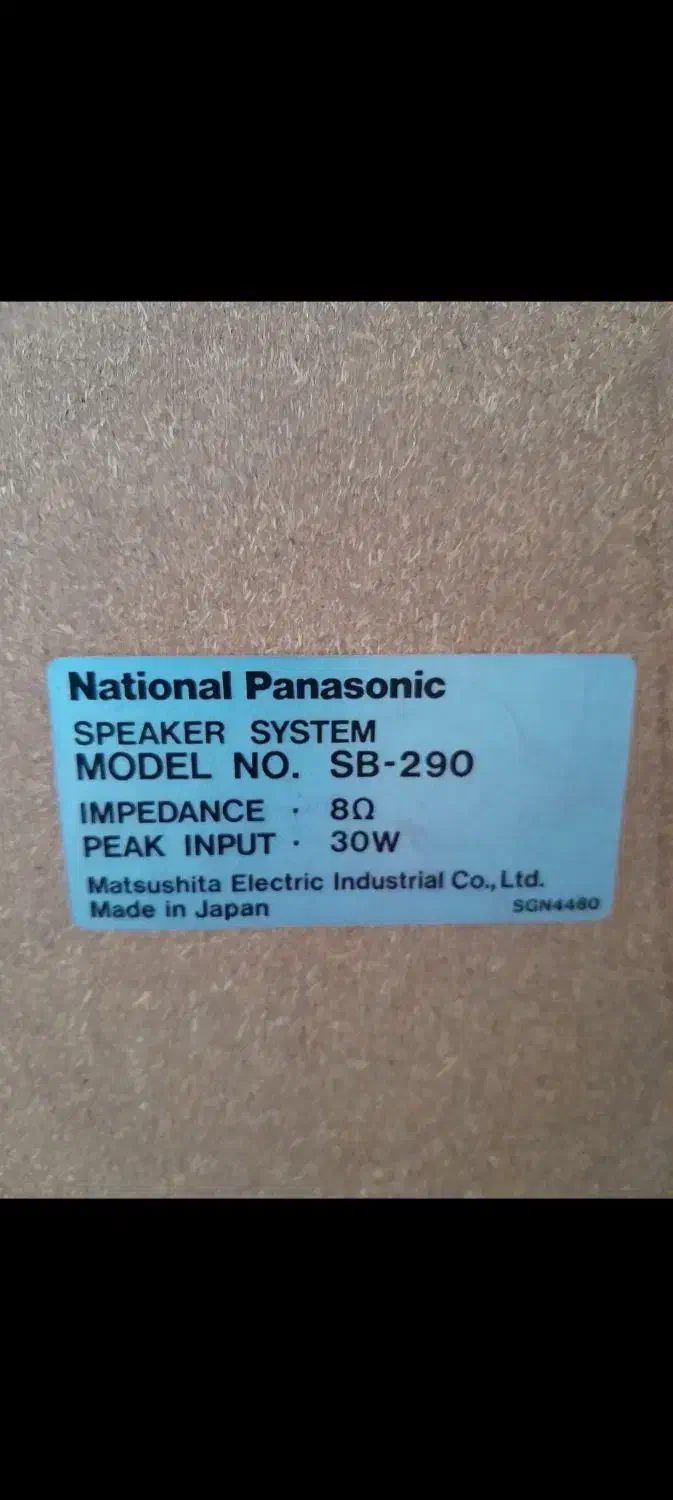 National Panasonic
SPEAKER SYSTEM
MODEL NO. SB-290
IMPEDANCE · 8Ω
PEAK INPUT · 30W
Matsushita Electric Industrial Co., Ltd.
Made in Japan SGN4460